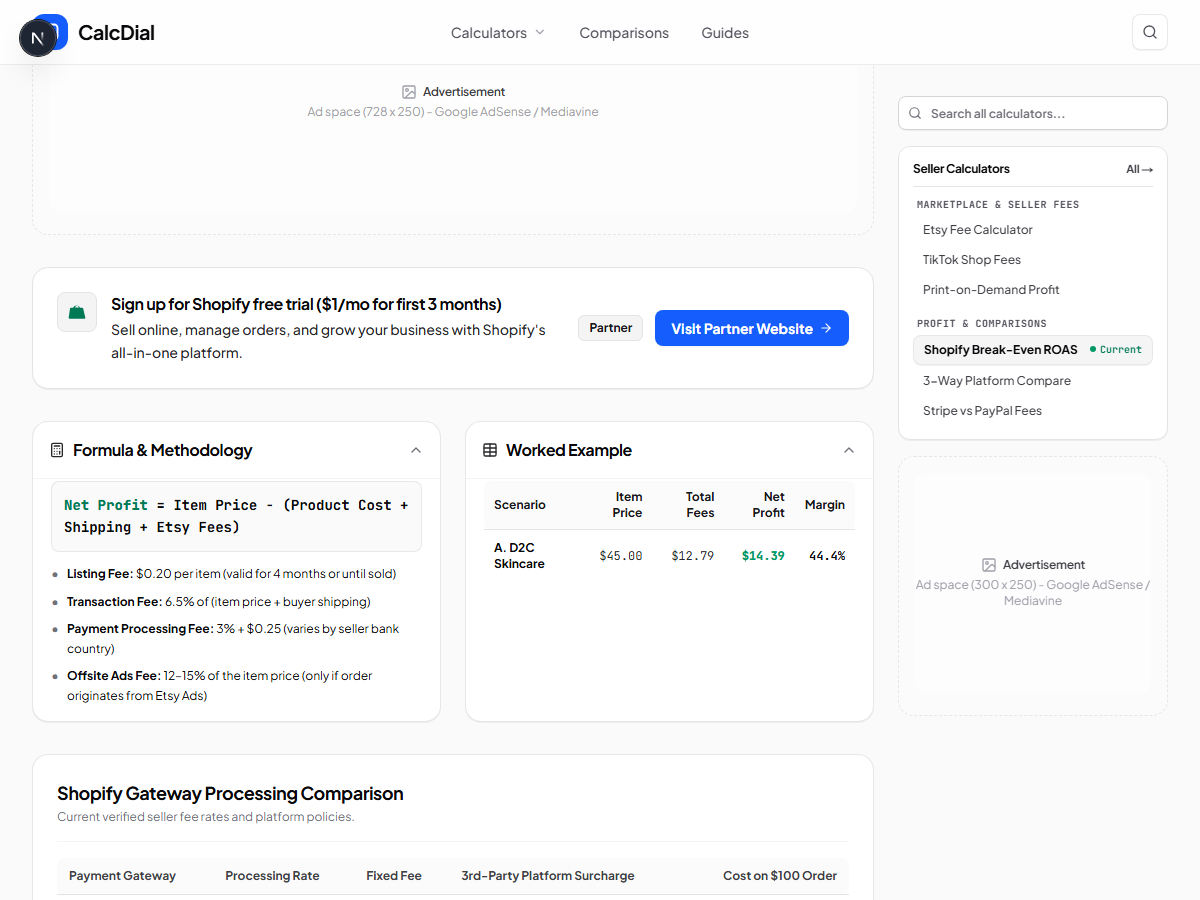 N
CalcDial
Calculators
Comparisons
Guides
Advertisement
Ad space (728 x 250) - Google AdSense / Mediavine
Sign up for Shopify free trial ($1/mo for first 3 months)
Sell online, manage orders, and grow your business with Shopify's
all-in-one platform.
Partner
Visit Partner Website →
Formula & Methodology
Net Profit = Item Price - (Product Cost +
Shipping + Etsy Fees)
• Listing Fee: $0.20 per item (valid for 4 months or until sold)
• Transaction Fee: 6.5% of (item price + buyer shipping)
• Payment Processing Fee: 3% + $0.25 (varies by seller bank
country)
• Offsite Ads Fee: 12–15% of the item price (only if order
originates from Etsy Ads)
Worked Example
Scenario Item Price Total Fees Net Profit Margin
A. D2C Skincare $45.00 $12.79 $14.39 44.4%
Shopify Gateway Processing Comparison
Current verified seller fee rates and platform policies.
Payment Gateway Processing Rate Fixed Fee 3rd-Party Platform Surcharge Cost on $100 Order
Search all calculators...
Seller Calculators
All →
MARKETPLACE & SELLER FEES
Etsy Fee Calculator
TikTok Shop Fees
Print-on-Demand Profit
PROFIT & COMPARISONS
Shopify Break-Even ROAS • Current
3-Way Platform Compare
Stripe vs PayPal Fees
Advertisement
Ad space (300 x 250) - Google AdSense /
Mediavine